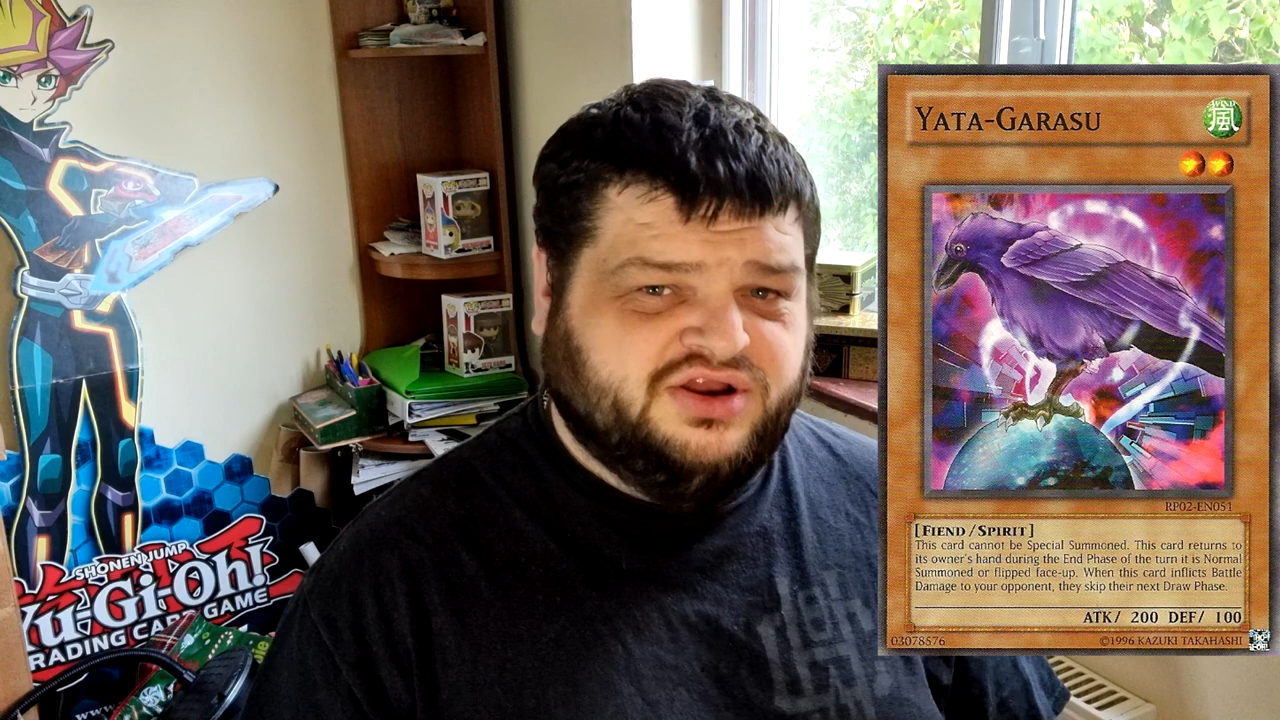 YATA-GARASU
WIND
風
RP02-EN051
[FIEND/SPIRIT]
This card cannot be Special Summoned. This card returns to
its owner's hand during the End Phase of the turn it is Normal
Summoned or flipped face-up. When this card inflicts Battle
Damage to your opponent, they skip their next Draw Phase.
ATK/ 200 DEF/ 100
03078576
©1996 KAZUKI TAKAHASHI
SHONEN JUMP
Yu-Gi-Oh!
TRADING CARD GAME
www.